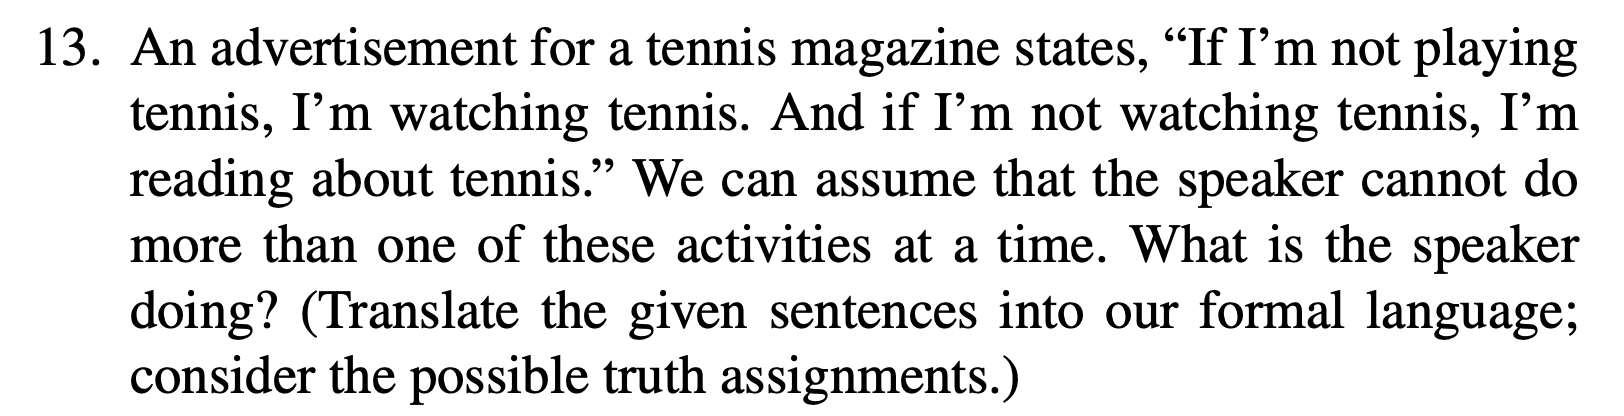 13. An advertisement for a tennis magazine states, “If I’m not playing
tennis, I’m watching tennis. And if I’m not watching tennis, I’m
reading about tennis.” We can assume that the speaker cannot do
more than one of these activities at a time. What is the speaker
doing? (Translate the given sentences into our formal language;
consider the possible truth assignments.)